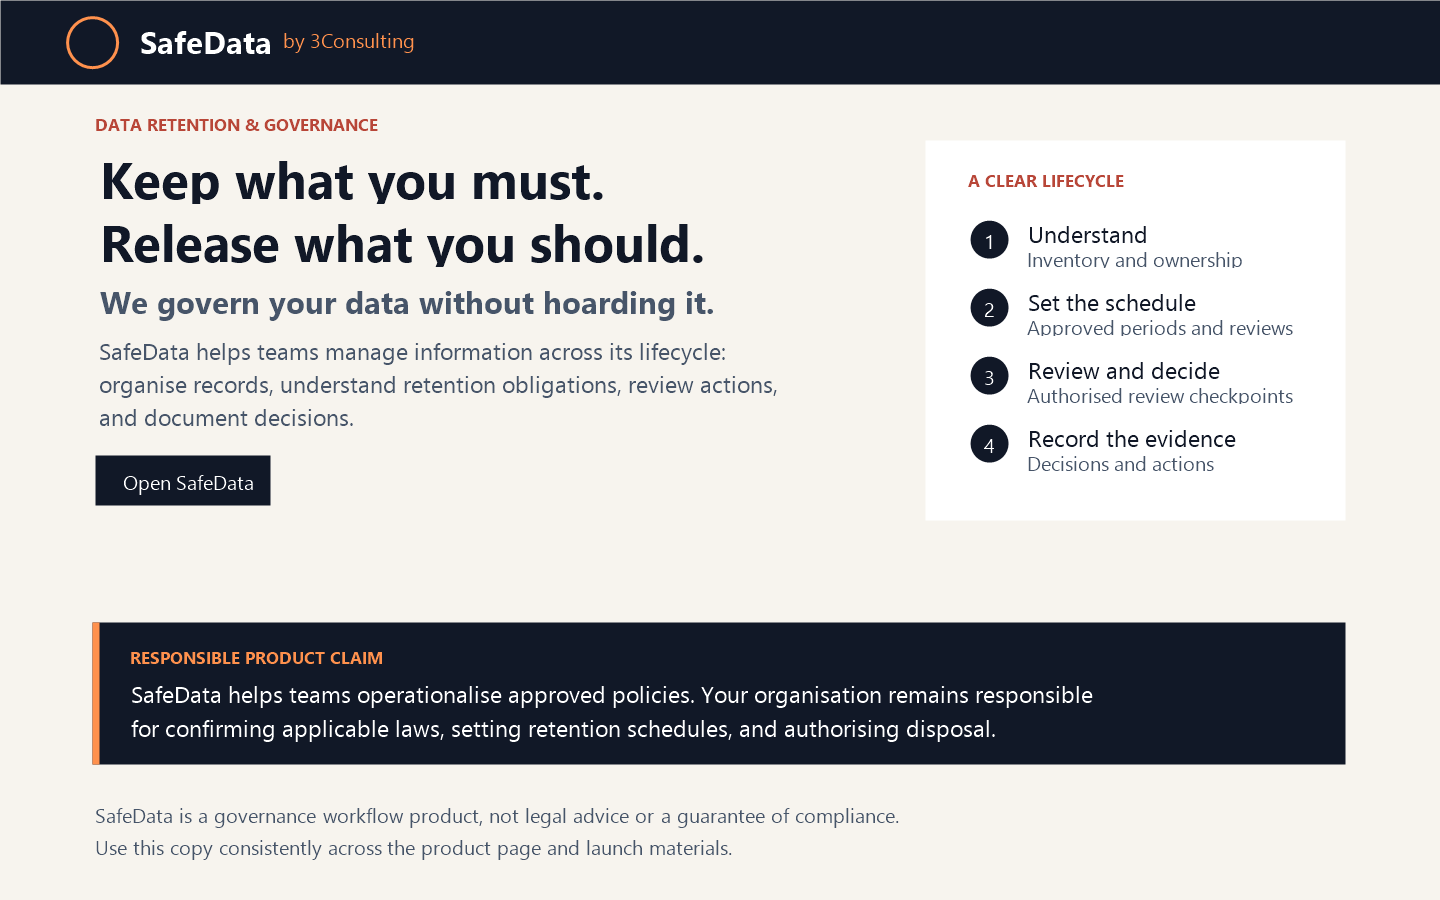 SafeData by 3Consulting
DATA RETENTION & GOVERNANCE
Keep what you must.
Release what you should.
We govern your data without hoarding it.
SafeData helps teams manage information across its lifecycle:
organise records, understand retention obligations, review actions,
and document decisions.
Open SafeData
A CLEAR LIFECYCLE
1 Understand
Inventory and ownership
2 Set the schedule
Approved periods and reviews
3 Review and decide
Authorised review checkpoints
4 Record the evidence
Decisions and actions
RESPONSIBLE PRODUCT CLAIM
SafeData helps teams operationalise approved policies. Your organisation remains responsible
for confirming applicable laws, setting retention schedules, and authorising disposal.
SafeData is a governance workflow product, not legal advice or a guarantee of compliance.
Use this copy consistently across the product page and launch materials.